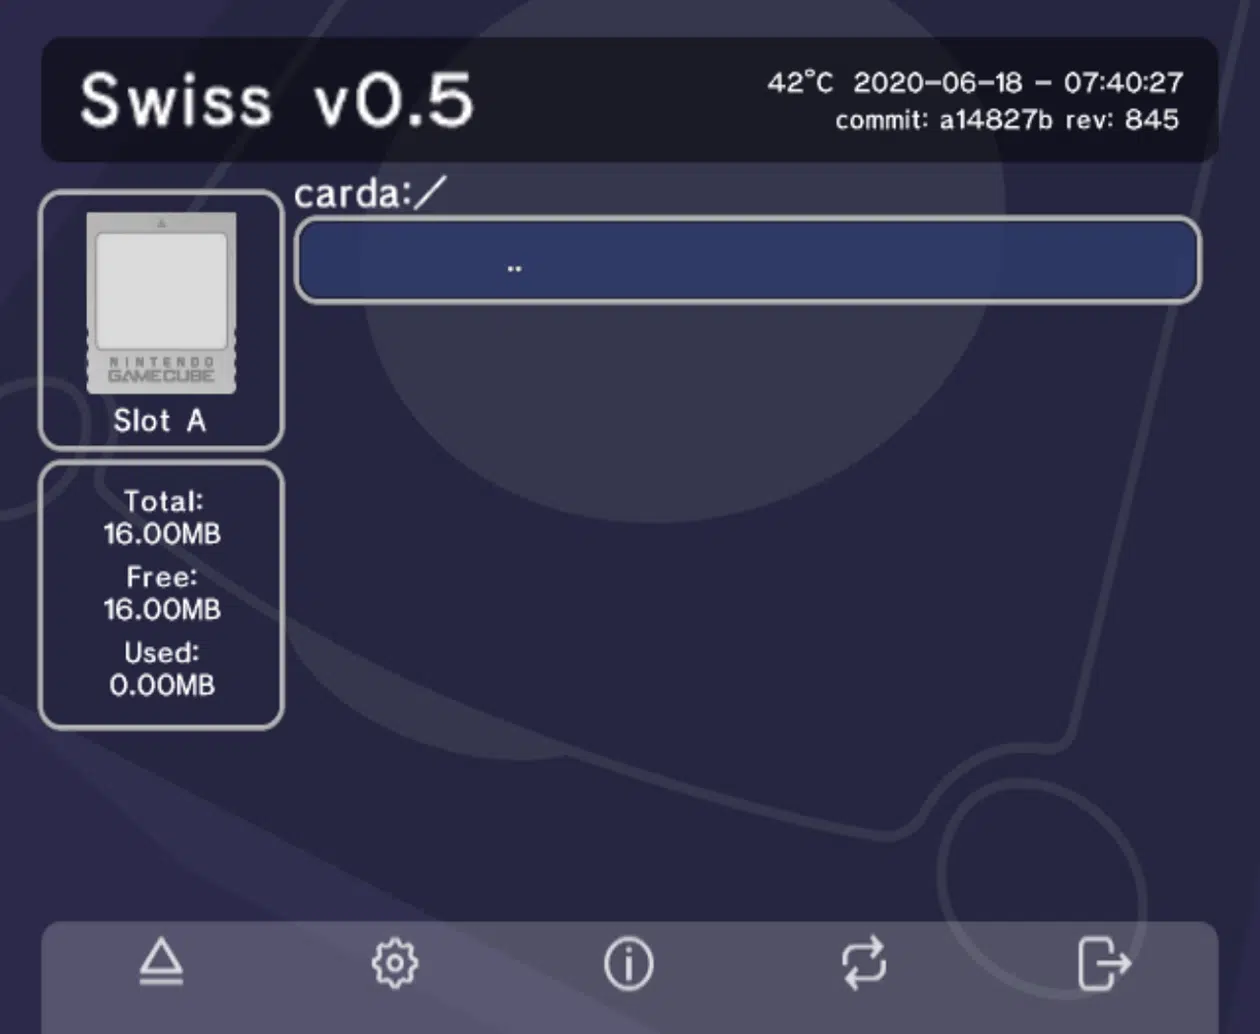 Swiss v0.5
42°C 2020-06-18 - 07:40:27
commit: a14827b rev: 845
carda:/
..
NINTENDO
GAMECUBE
Slot A
Total:
16.00MB
Free:
16.00MB
Used:
0.00MB